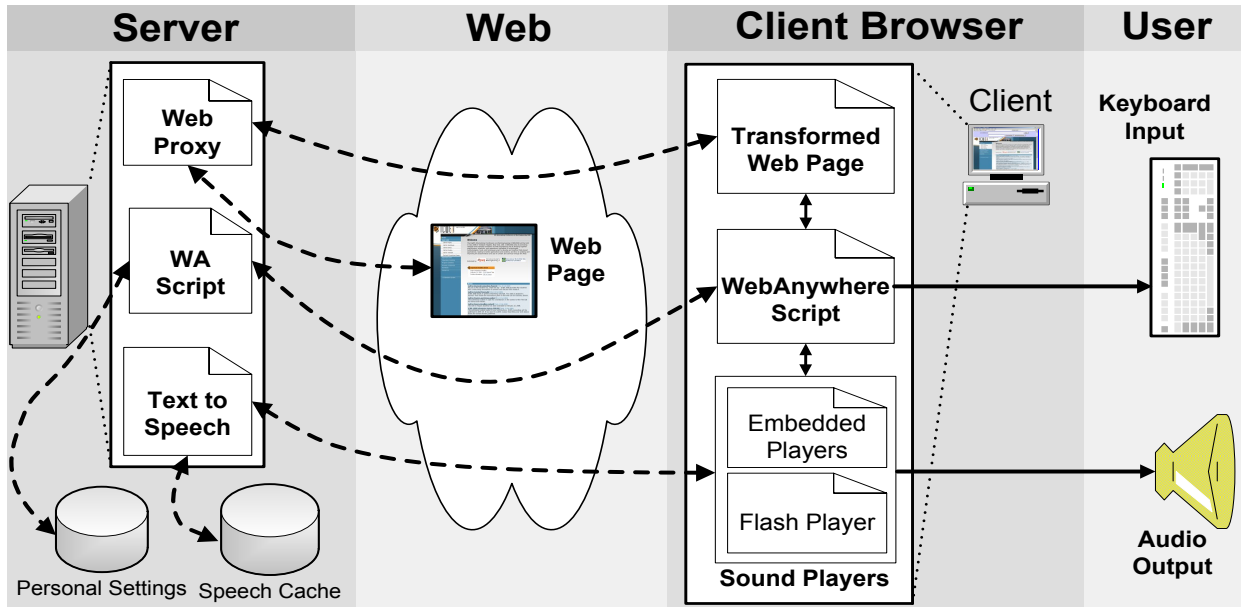 Server
Web
Client Browser
User
Web
Proxy
WA
Script
Text to
Speech
Personal Settings
Speech Cache
Web
Page
Transformed
Web Page
WebAnywhere
Script
Embedded
Players
Flash Player
Sound Players
Client
Keyboard
Input
Audio
Output